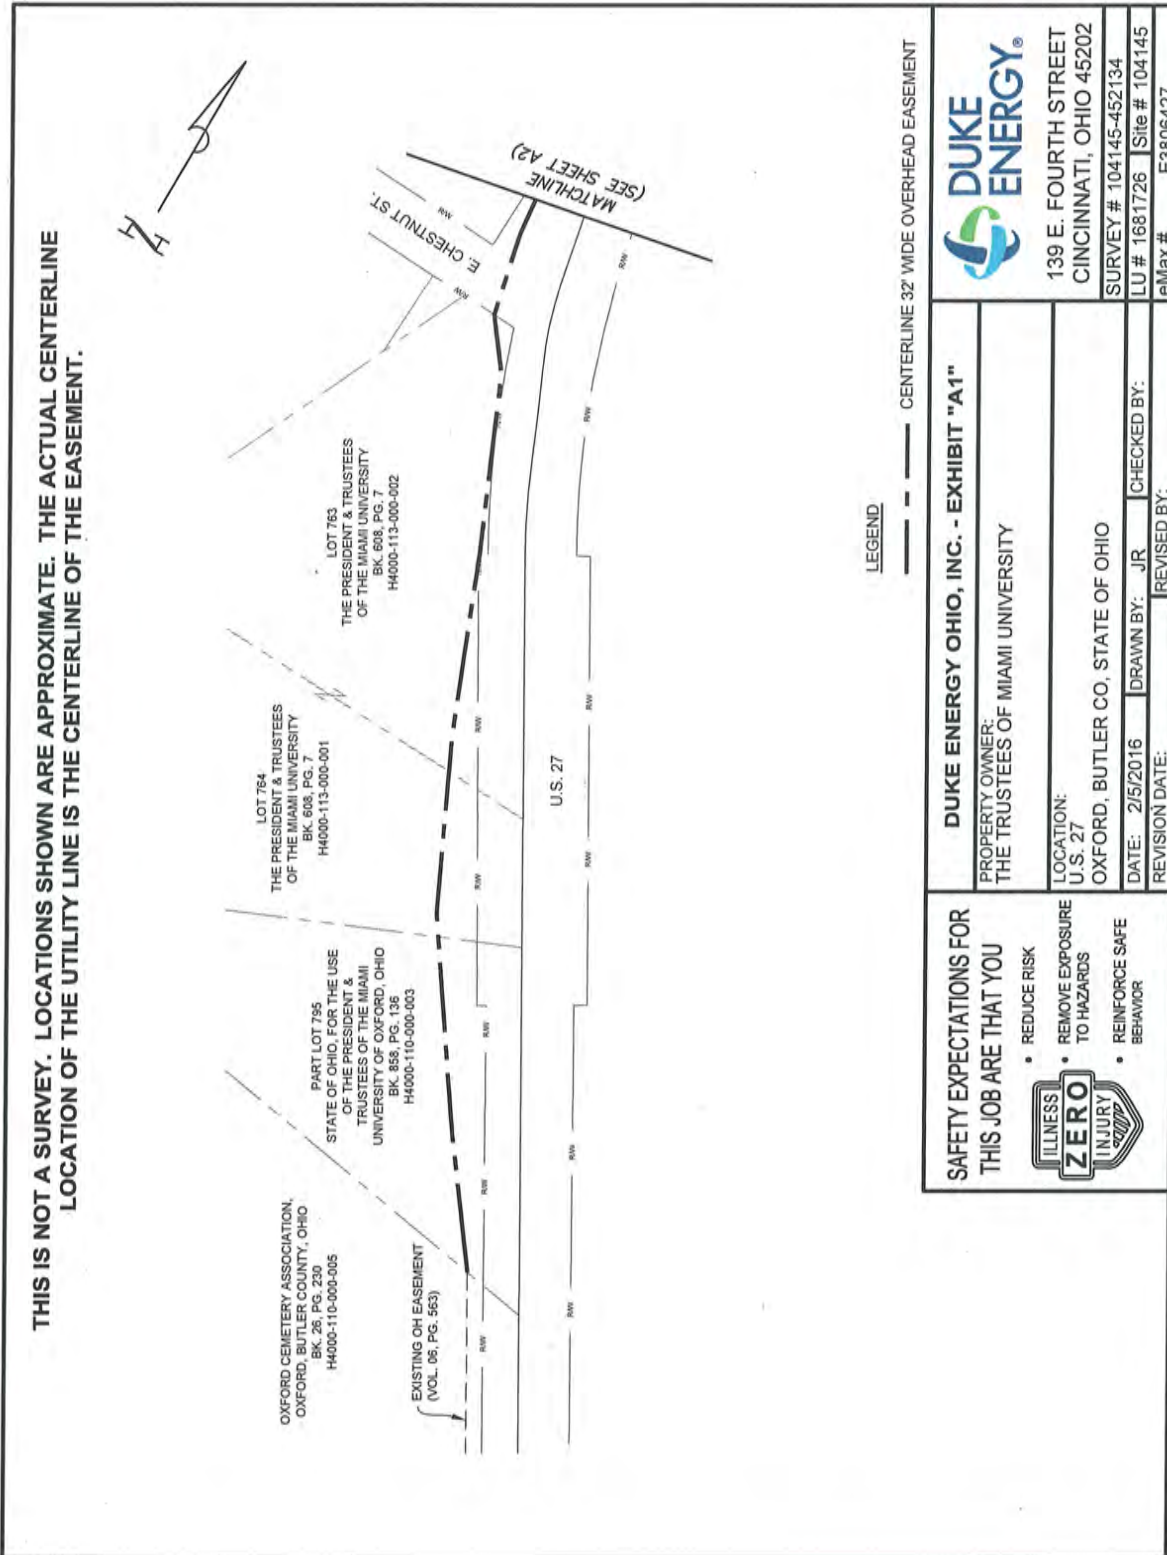 THIS IS NOT A SURVEY. LOCATIONS SHOWN ARE APPROXIMATE. THE ACTUAL CENTERLINE
LOCATION OF THE UTILITY LINE IS THE CENTERLINE OF THE EASEMENT.
N
OXFORD CEMETERY ASSOCIATION,
OXFORD, BUTLER COUNTY, OHIO
BK. 26, PG. 230
H4000-110-000-005
EXISTING OH EASEMENT
(VOL. 06, PG. 563)
PART LOT 795
STATE OF OHIO, FOR THE USE
OF THE PRESIDENT &
TRUSTEES OF THE MIAMI
UNIVERSITY OF OXFORD, OHIO
BK. 858, PG. 136
H4000-110-000-003
LOT 764
THE PRESIDENT & TRUSTEES
OF THE MIAMI UNIVERSITY
BK. 608, PG. 7
H4000-113-000-001
LOT 763
THE PRESIDENT & TRUSTEES
OF THE MIAMI UNIVERSITY
BK. 608, PG. 7
H4000-113-000-002
E. CHESTNUT ST.
R/W
R/W
MATCHLINE
(SEE SHEET A2)
R/W
R/W
R/W
R/W
R/W
R/W
U.S. 27
R/W
R/W
R/W
R/W
R/W
R/W
LEGEND
CENTERLINE 32' WIDE OVERHEAD EASEMENT
SAFETY EXPECTATIONS FOR
THIS JOB ARE THAT YOU
ILLNESS
ZERO
INJURY
• REDUCE RISK
• REMOVE EXPOSURE
TO HAZARDS
• REINFORCE SAFE
BEHAVIOR
DUKE ENERGY OHIO, INC. - EXHIBIT "A1"
PROPERTY OWNER:
THE TRUSTEES OF MIAMI UNIVERSITY
LOCATION:
U.S. 27
OXFORD, BUTLER CO, STATE OF OHIO
DATE: 2/5/2016 DRAWN BY: JR CHECKED BY:
REVISION DATE: REVISED BY:
DUKE
ENERGY®
139 E. FOURTH STREET
CINCINNATI, OHIO 45202
SURVEY # 104145-452134
LU # 1681726 Site # 104145
eMax # E3806427